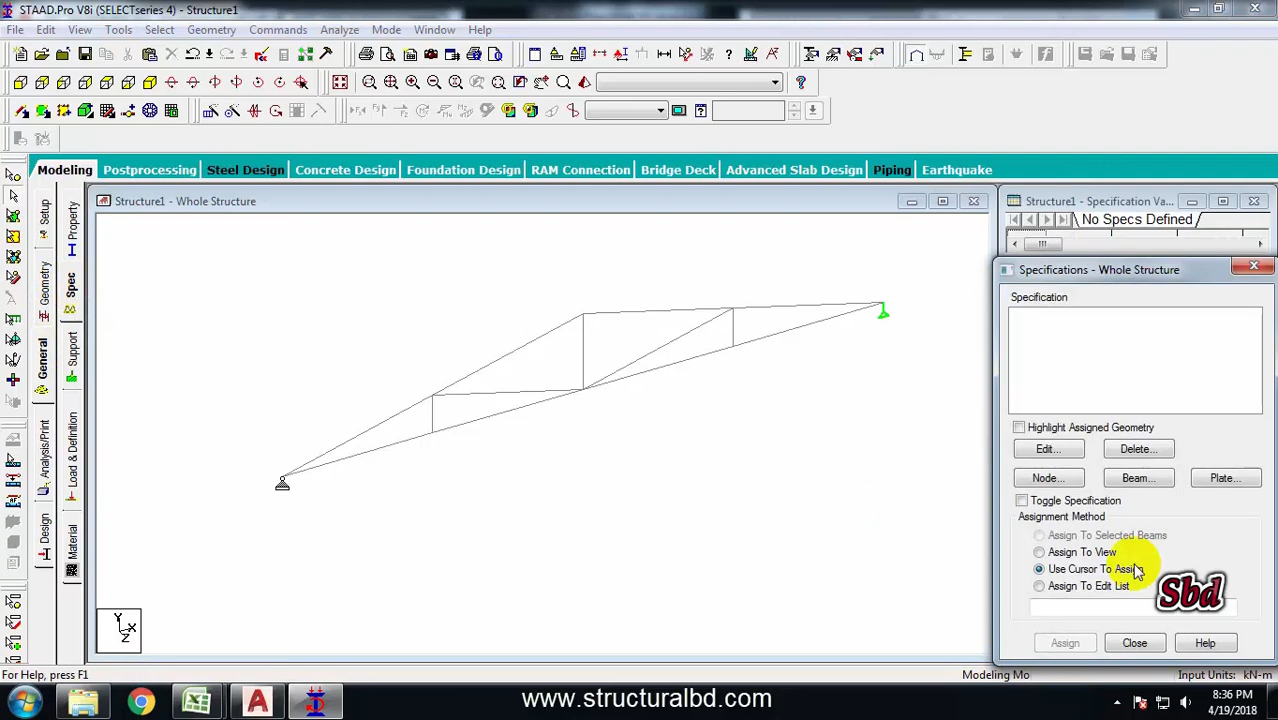 STAAD.Pro V8i (SELECTseries 4) - Structure1
File Edit View Tools Select Geometry Commands Analyze Mode Window Help
Modeling Postprocessing Steel Design Concrete Design Foundation Design RAM Connection Bridge Deck Advanced Slab Design Piping Earthquake
Setup
Geometry
General
Analysis/Print
Design
Property
Spec
Support
Load & Definition
Material
Structure1 - Whole Structure
Y
X
Z
Structure1 - Specification Va...
No Specs Defined
Specifications - Whole Structure
Specification
Highlight Assigned Geometry
Edit... Delete...
Node... Beam... Plate...
Toggle Specification
Assignment Method
Assign To Selected Beams
Assign To View
Use Cursor To Assign
Assign To Edit List
Sbd
Assign Close Help
For Help, press F1
Modeling Mo
Input Units: kN-m
www.structuralbd.com
8:36 PM
4/19/2018